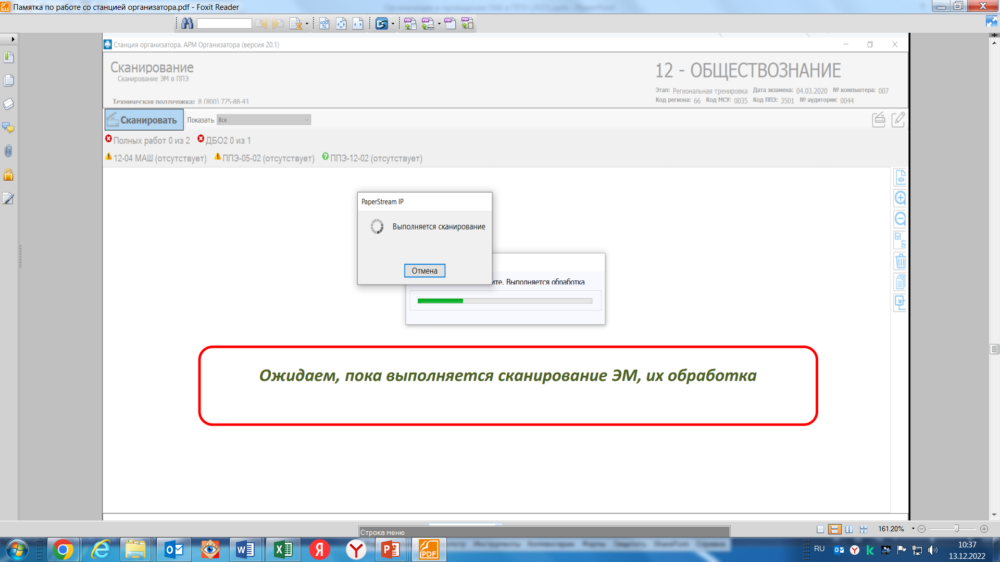 Памятка по работе со станцией организатора.pdf - Foxit Reader
Станция организатора. АРМ Организатора (версия 20.1)
Сканирование
Сканирование ЭМ в ППЭ
Техническая поддержка: 8 (800) 775-88-43
12 - ОБЩЕСТВОЗНАНИЕ
Этап: Региональная тренировка Дата экзамена: 04.03.2020 № компьютера: 007
Код региона: 66 Код МСУ: 0035 Код ППЭ: 3501 № аудитории: 0044
Сканировать Показать Все
Полных работ 0 из 2 ДБО2 0 из 1
12-04 МАШ (отсутствует) ППЭ-05-02 (отсутствует) ППЭ-12-02 (отсутствует)
PaperStream IP
Выполняется сканирование
Отмена
ите. Выполняется обработка
Ожидаем, пока выполняется сканирование ЭМ, их обработка
161.20%
Строка меню
RU
10:37
13.12.2022